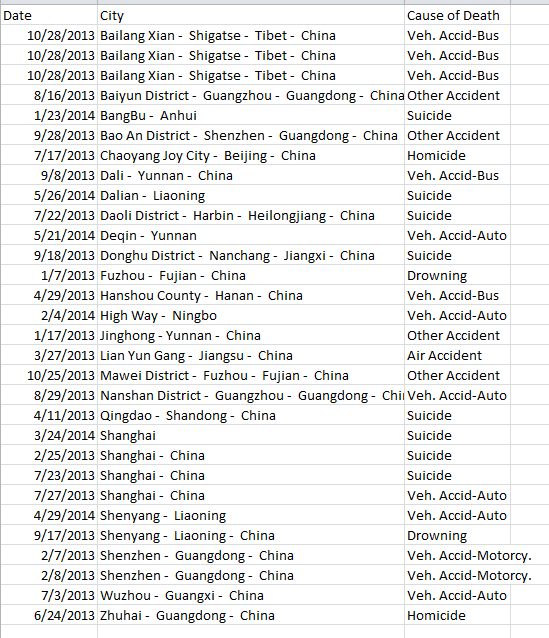 Date City Cause of Death
10/28/2013 Bailang Xian - Shigatse - Tibet - China Veh. Accid-Bus
10/28/2013 Bailang Xian - Shigatse - Tibet - China Veh. Accid-Bus
10/28/2013 Bailang Xian - Shigatse - Tibet - China Veh. Accid-Bus
8/16/2013 Baiyun District - Guangzhou - Guangdong - China Other Accident
1/23/2014 BangBu - Anhui Suicide
9/28/2013 Bao An District - Shenzhen - Guangdong - China Other Accident
7/17/2013 Chaoyang Joy City - Beijing - China Homicide
9/8/2013 Dali - Yunnan - China Veh. Accid-Bus
5/26/2014 Dalian - Liaoning Suicide
7/22/2013 Daoli District - Harbin - Heilongjiang - China Suicide
5/21/2014 Deqin - Yunnan Veh. Accid-Auto
9/18/2013 Donghu District - Nanchang - Jiangxi - China Suicide
1/7/2013 Fuzhou - Fujian - China Drowning
4/29/2013 Hanshou County - Hanan - China Veh. Accid-Bus
2/4/2014 High Way - Ningbo Veh. Accid-Auto
1/17/2013 Jinghong - Yunnan - China Other Accident
3/27/2013 Lian Yun Gang - Jiangsu - China Air Accident
10/25/2013 Mawei District - Fuzhou - Fujian - China Other Accident
8/29/2013 Nanshan District - Guangzhou - Guangdong - Chi Veh. Accid-Auto
4/11/2013 Qingdao - Shandong - China Suicide
3/24/2014 Shanghai Suicide
2/25/2013 Shanghai - China Suicide
7/23/2013 Shanghai - China Suicide
7/27/2013 Shanghai - China Veh. Accid-Auto
4/29/2014 Shenyang - Liaoning Veh. Accid-Auto
9/17/2013 Shenyang - Liaoning - China Drowning
2/7/2013 Shenzhen - Guangdong - China Veh. Accid-Motorcy.
2/8/2013 Shenzhen - Guangdong - China Veh. Accid-Motorcy.
7/3/2013 Wuzhou - Guangxi - China Veh. Accid-Auto
6/24/2013 Zhuhai - Guangdong - China Homicide